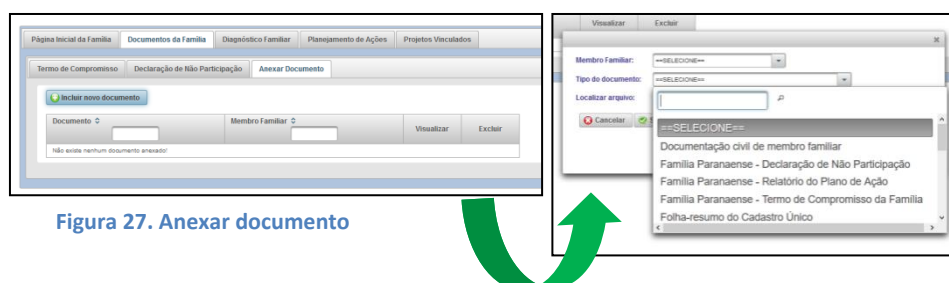 Página Inicial da Família Documentos da Família Diagnóstico Familiar Planejamento de Ações Projetos Vinculados
Termo de Compromisso Declaração de Não Participação Anexar Documento
Incluir novo documento
Documento Membro Familiar Visualizar Excluir
Não existe nenhum documento anexado!
Figura 27. Anexar documento
Visualizar Excluir
Membro Familiar: ==SELECIONE==
Tipo do documento: ==SELECIONE==
Localizar arquivo:
Cancelar S
==SELECIONE==
Documentação civil de membro familiar
Família Paranaense - Declaração de Não Participação
Família Paranaense - Relatório do Plano de Ação
Família Paranaense - Termo de Compromisso da Família
Folha-resumo do Cadastro Único